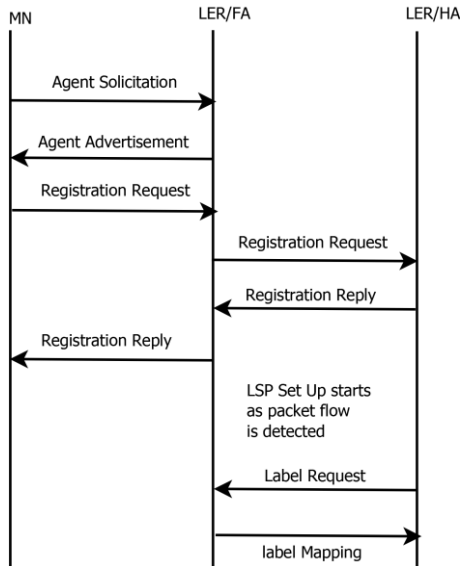 MN
LER/FA
LER/HA
Agent Solicitation
Agent Advertisement
Registration Request
Registration Request
Registration Reply
Registration Reply
LSP Set Up starts
as packet flow
is detected
Label Request
label Mapping